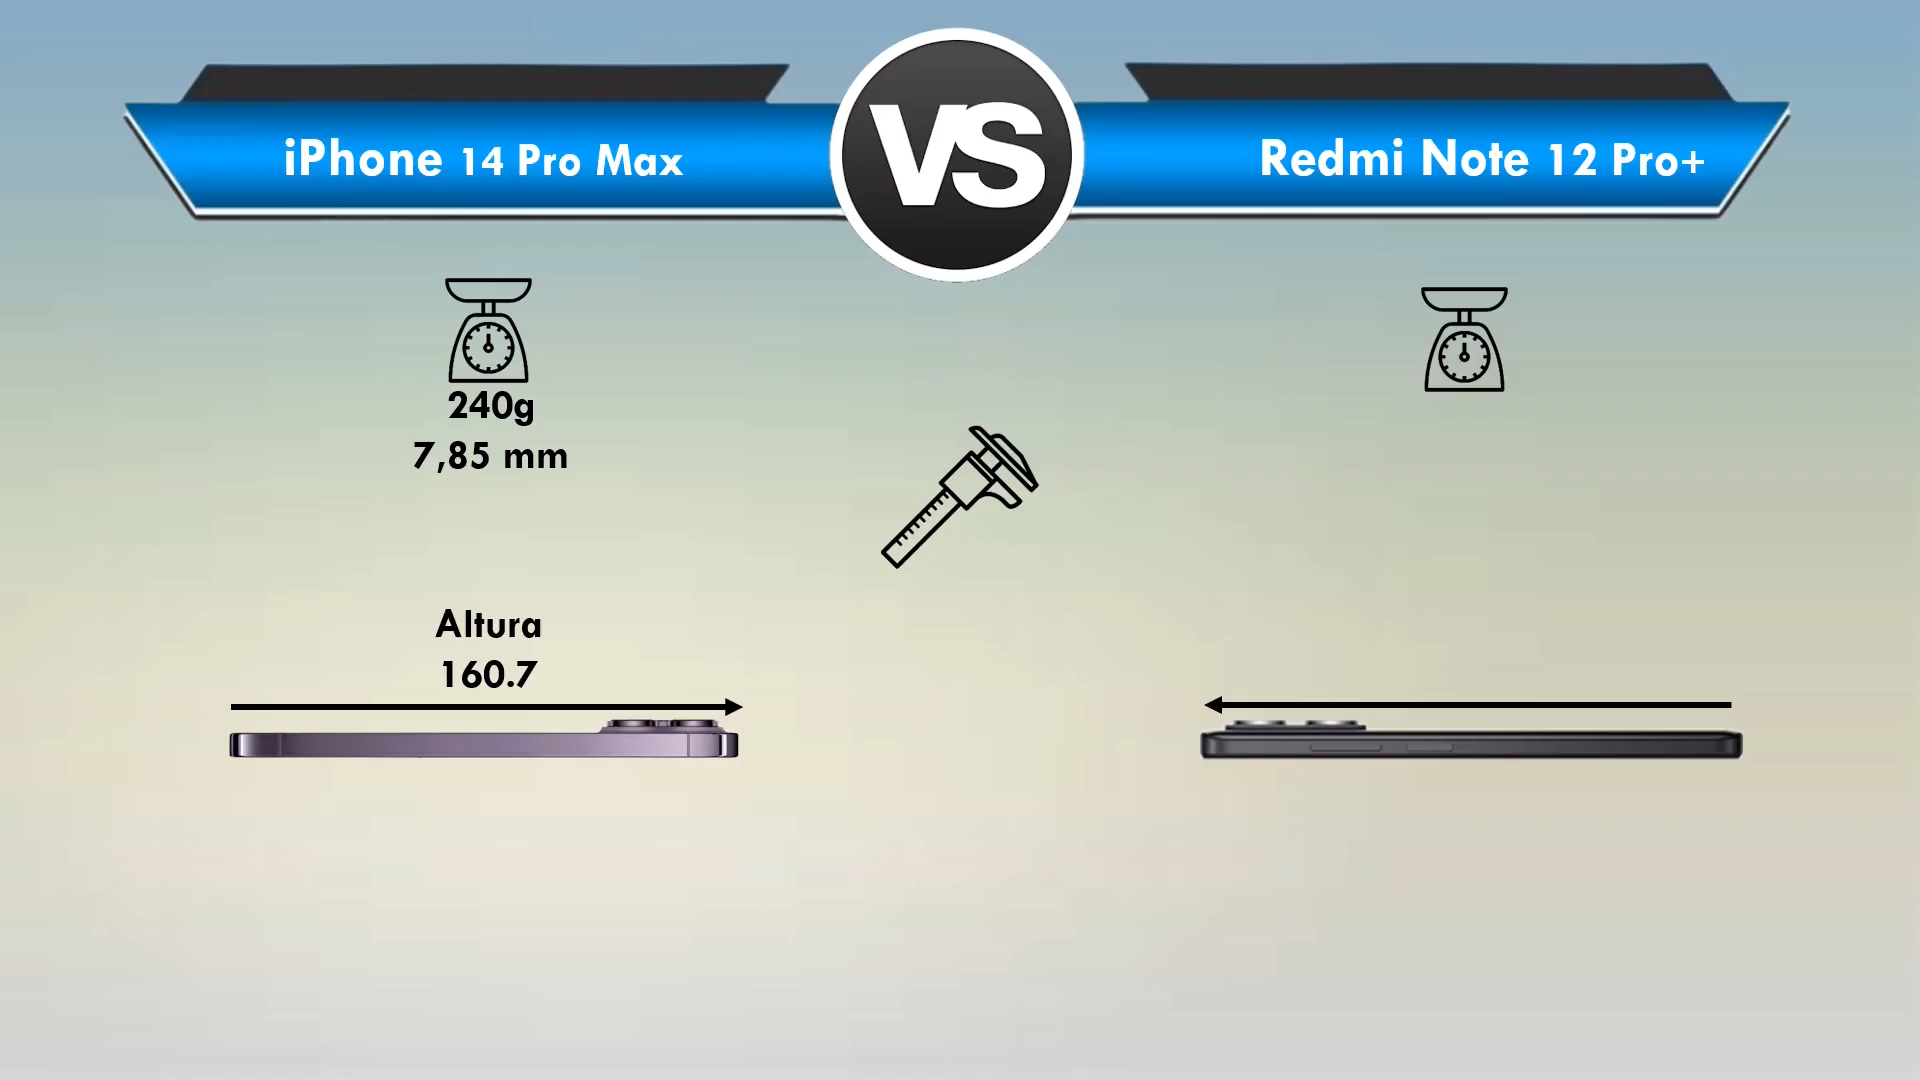 iPhone 14 Pro Max
VS
Redmi Note 12 Pro+
240g
7,85 mm
Altura
160.7